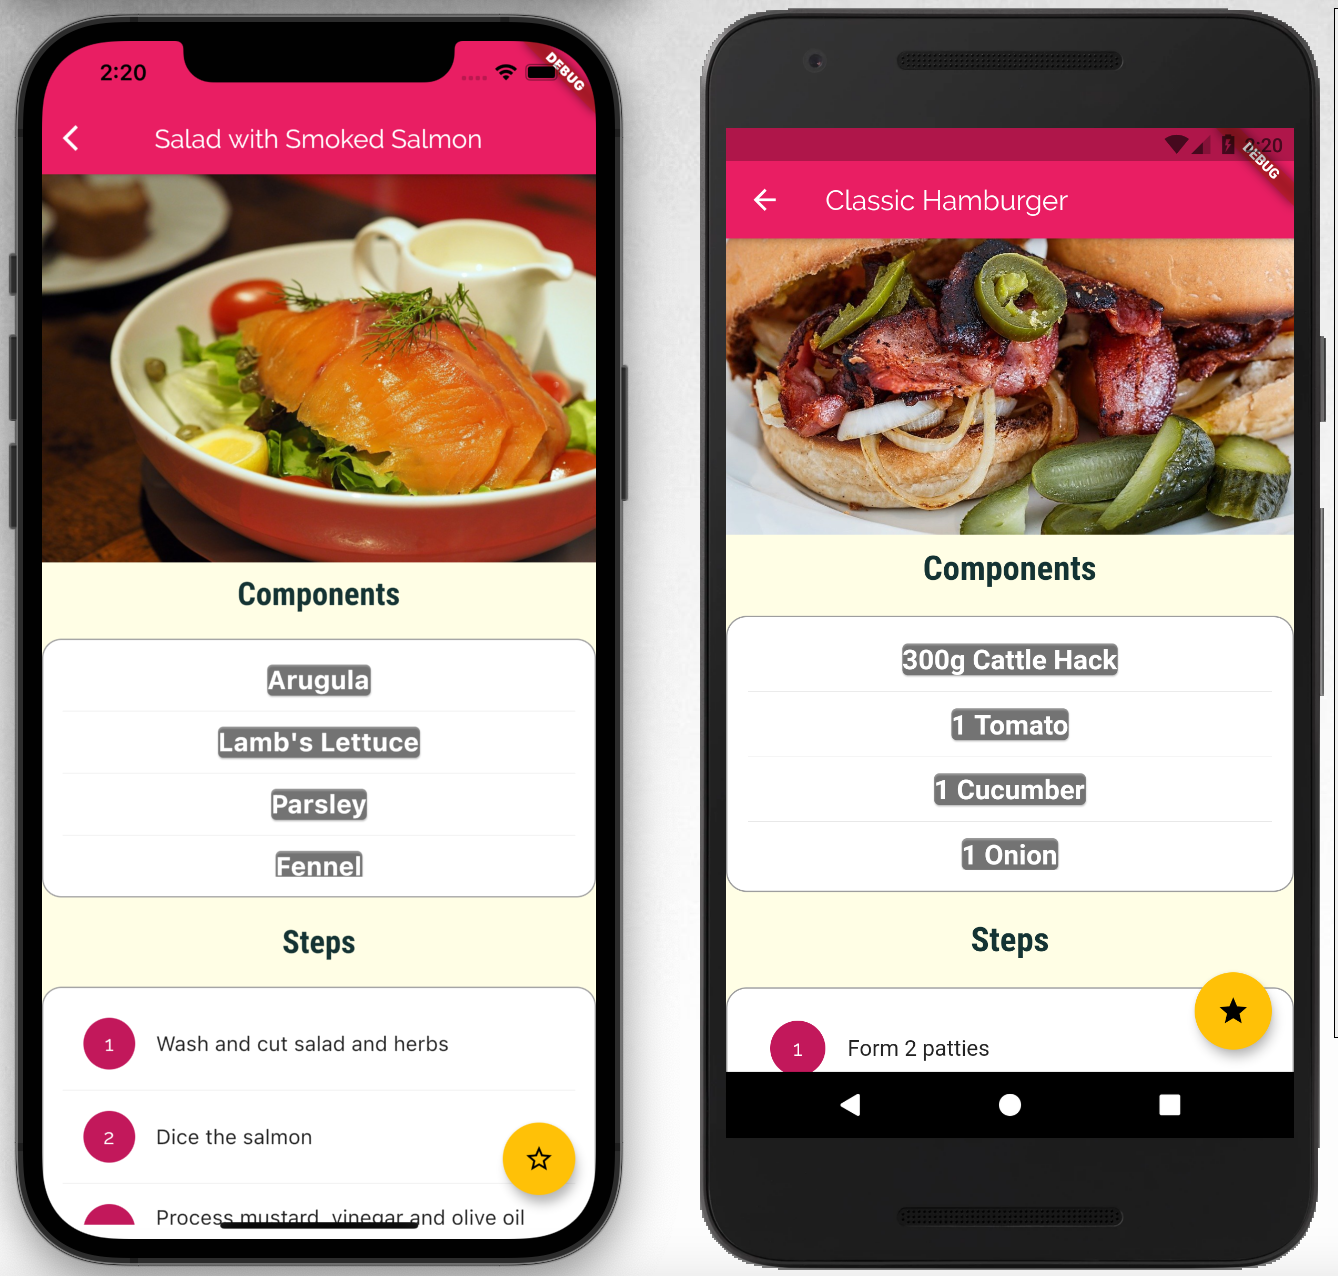 2:20
DEBUG
Salad with Smoked Salmon
Components
Arugula
Lamb's Lettuce
Parsley
Fennel
Steps
1 Wash and cut salad and herbs
2 Dice the salmon
Process mustard, vinegar and olive oil
2:20
DEBUG
Classic Hamburger
Components
300g Cattle Hack
1 Tomato
1 Cucumber
1 Onion
Steps
1 Form 2 patties